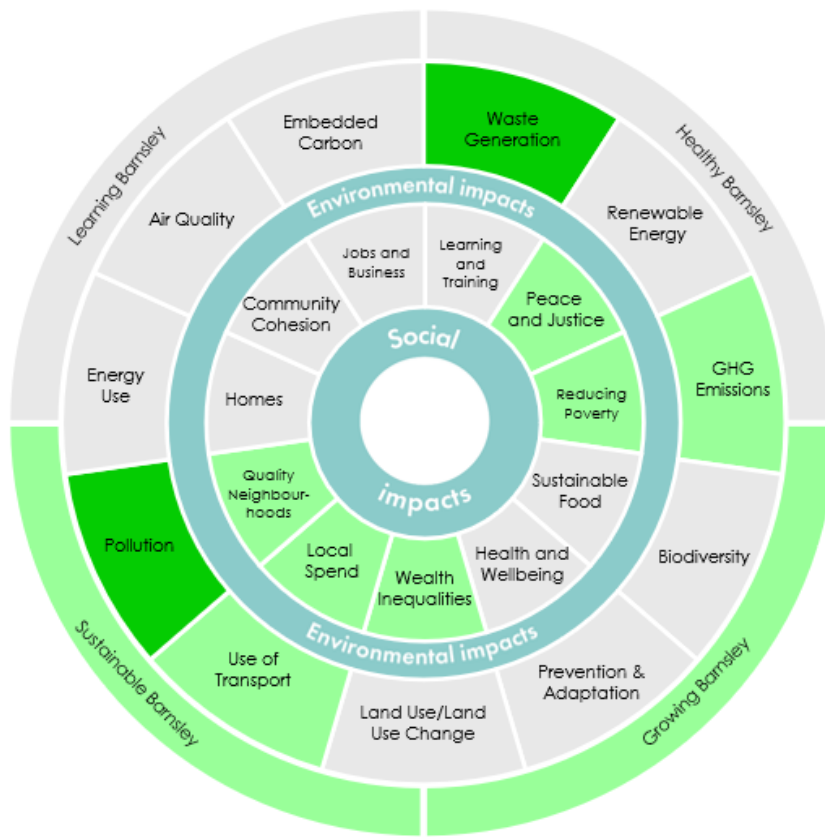 Learning Barnsley
Healthy Barnsley
Embedded
Carbon
Waste
Generation
Air Quality
Renewable
Energy
Energy
Use
GHG
Emissions
Pollution
Biodiversity
Use of
Transport
Land Use/Land
Use Change
Prevention &
Adaptation
Environmental impacts
Jobs and
Business
Learning
and
Training
Community
Cohesion
Peace
and Justice
Homes
Reducing
Poverty
Quality
Neighbour-
hoods
Sustainable
Food
Local
Spend
Wealth
Inequalities
Health and
Wellbeing
Social
impacts
Environmental impacts
Sustainable Barnsley
Growing Barnsley